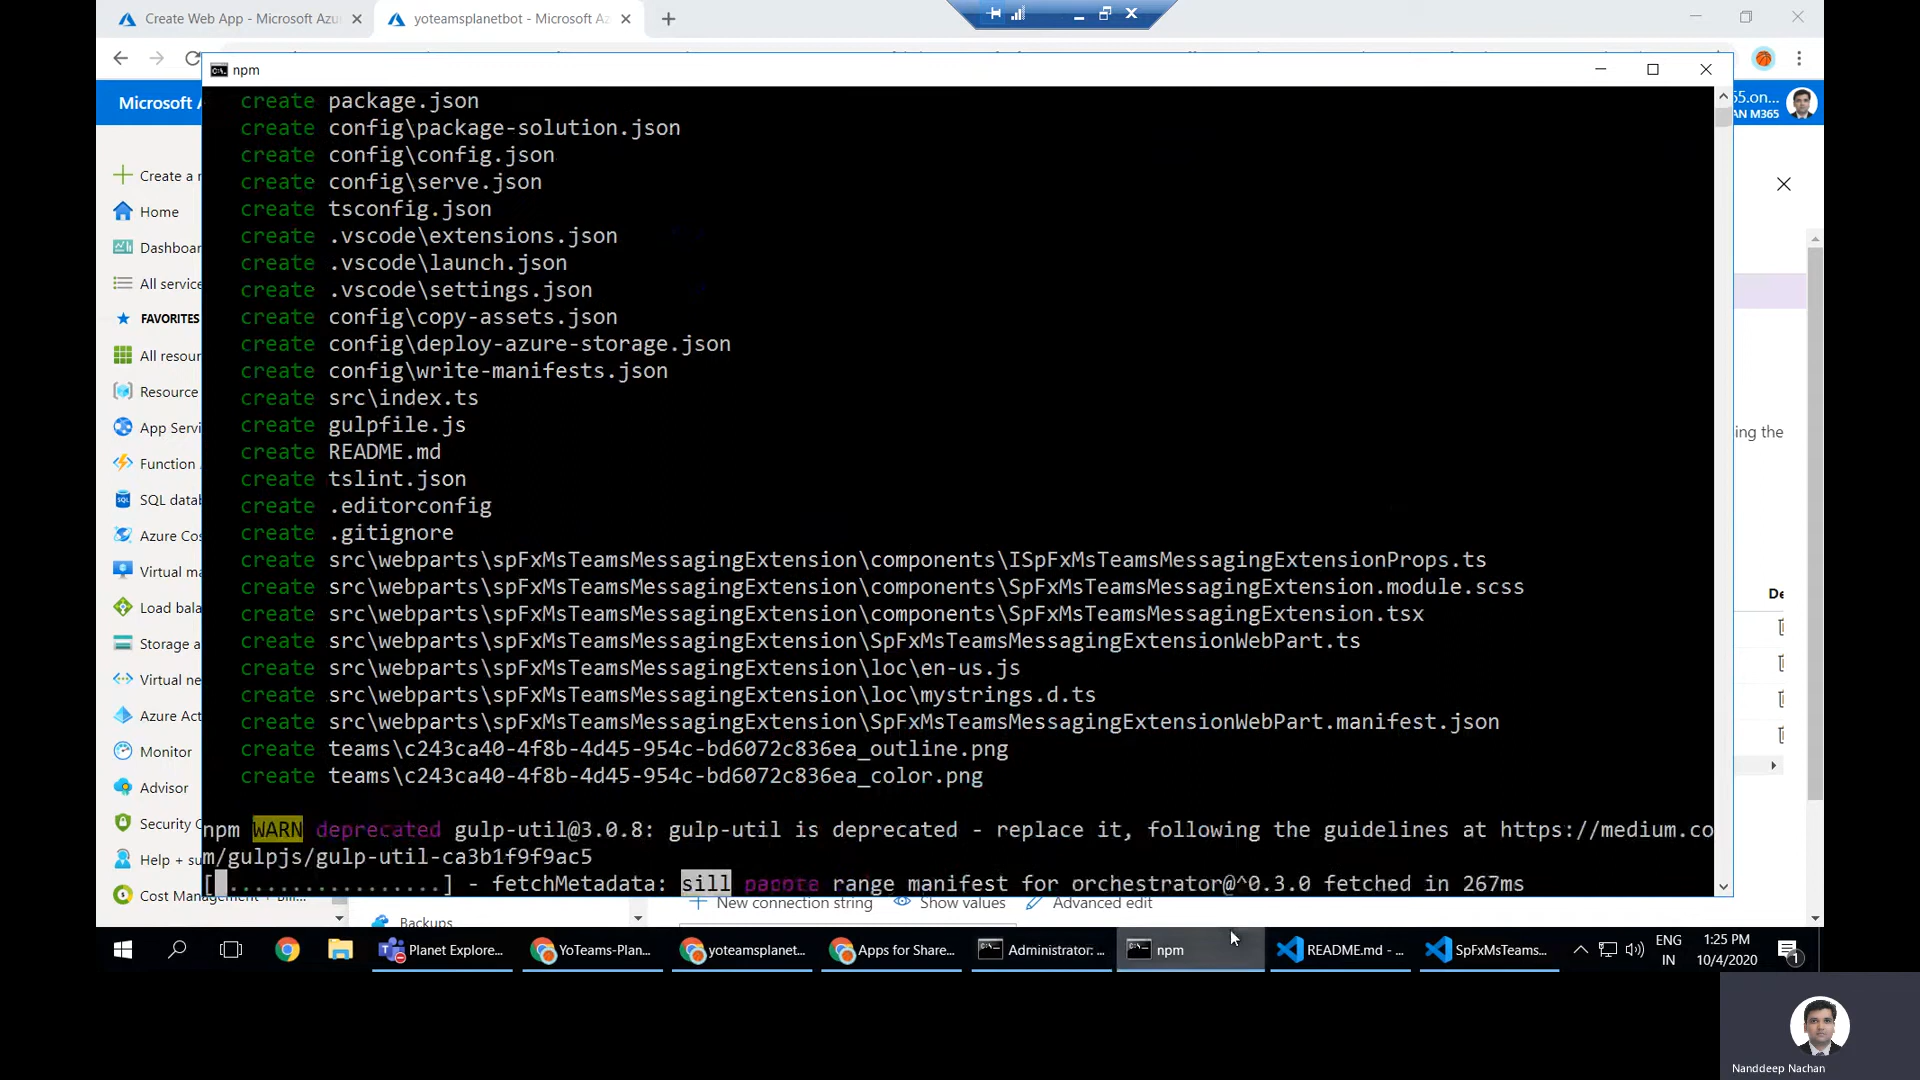 Create Web App - Microsoft Azu
yoteamsplanetbot - Microsoft Az
npm
Microsoft
55.on...
AN M365
create package.json
create config\package-solution.json
create config\config.json
create config\serve.json
create tsconfig.json
create .vscode\extensions.json
create .vscode\launch.json
create .vscode\settings.json
create config\copy-assets.json
create config\deploy-azure-storage.json
create config\write-manifests.json
create src\index.ts
create gulpfile.js
create README.md
create tslint.json
create .editorconfig
create .gitignore
create src\webparts\spFxMsTeamsMessagingExtension\components\ISpFxMsTeamsMessagingExtensionProps.ts
create src\webparts\spFxMsTeamsMessagingExtension\components\SpFxMsTeamsMessagingExtension.module.scss
create src\webparts\spFxMsTeamsMessagingExtension\components\SpFxMsTeamsMessagingExtension.tsx
create src\webparts\spFxMsTeamsMessagingExtension\SpFxMsTeamsMessagingExtensionWebPart.ts
create src\webparts\spFxMsTeamsMessagingExtension\loc\en-us.js
create src\webparts\spFxMsTeamsMessagingExtension\loc\mystrings.d.ts
create src\webparts\spFxMsTeamsMessagingExtension\SpFxMsTeamsMessagingExtensionWebPart.manifest.json
create teams\c243ca40-4f8b-4d45-954c-bd6072c836ea_outline.png
create teams\c243ca40-4f8b-4d45-954c-bd6072c836ea_color.png
npm WARN deprecated gulp-util@3.0.8: gulp-util is deprecated - replace it, following the guidelines at https://medium.co
m/gulpjs/gulp-util-ca3b1f9f9ac5
[ .................] - fetchMetadata: sill pacote range manifest for orchestrator@^0.3.0 fetched in 267ms
Create a r
Home
Dashboar
All service
FAVORITES
All resour
Resource
App Servi
Function
SQL datab
Azure Cos
Virtual ma
Load bala
Storage a
Virtual ne
Azure Act
Monitor
Advisor
Security
Help + su
Cost Management + Billi...
ing the
De
Backups
New connection string
Show values
Advanced edit
Planet Explore...
YoTeams-Plan...
yoteamsplanet...
Apps for Share...
Administrator: ...
npm
README.md - ...
SpFxMsTeams...
ENG
IN
1:25 PM
10/4/2020
1
Nanddeep Nachan